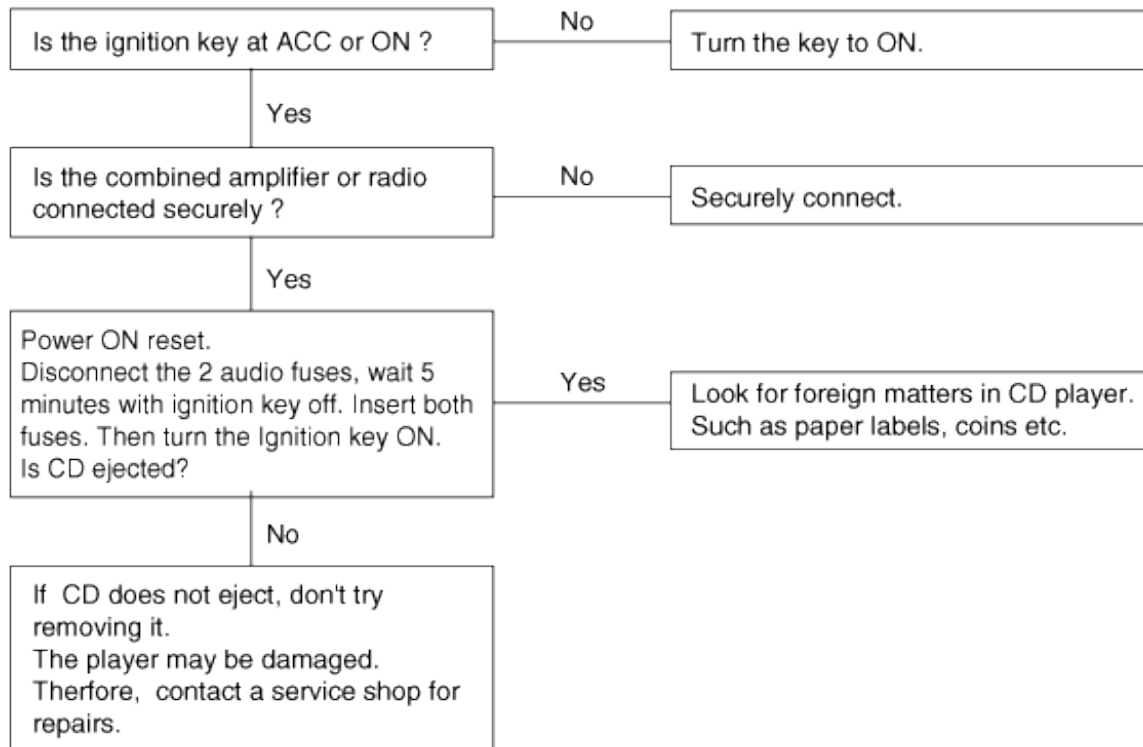 Is the ignition key at ACC or ON ?
No
Turn the key to ON.
Yes
Is the combined amplifier or radio
connected securely ?
No
Securely connect.
Yes
Power ON reset.
Disconnect the 2 audio fuses, wait 5
minutes with ignition key off. Insert both
fuses. Then turn the Ignition key ON.
Is CD ejected?
Yes
Look for foreign matters in CD player.
Such as paper labels, coins etc.
No
If CD does not eject, don't try
removing it.
The player may be damaged.
Therfore, contact a service shop for
repairs.